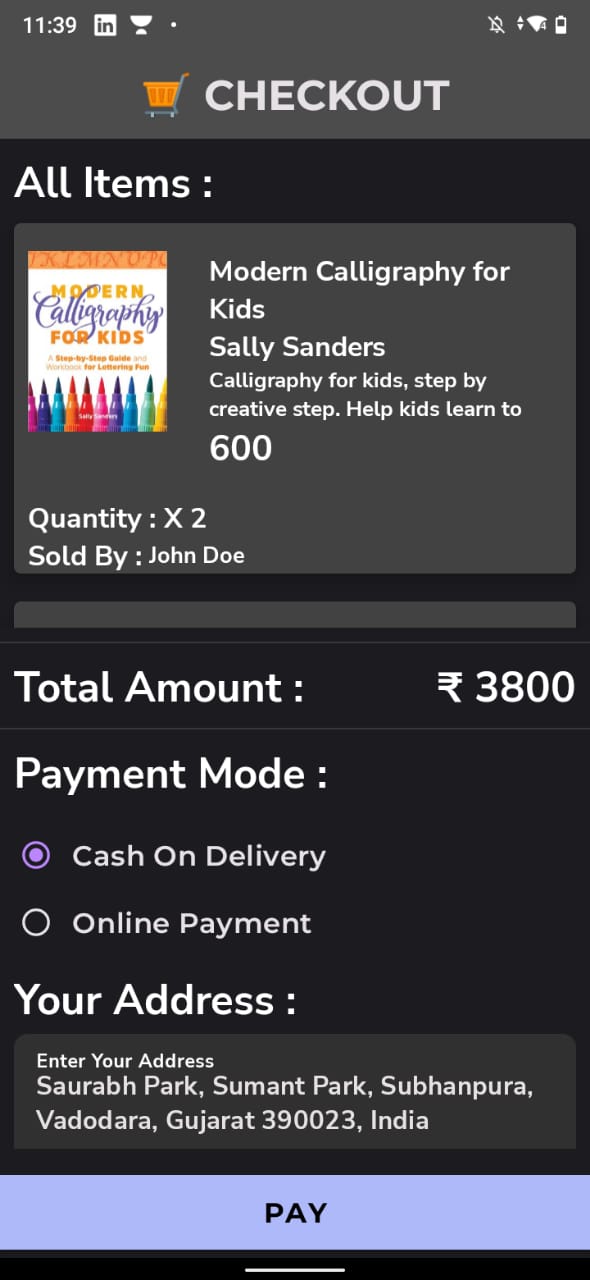 11:39
in
4
CHECKOUT
All Items :
MODERN
Calligraphy
FOR KIDS
A Step-by-Step Guide and
Workbook for Lettering Fun
Sally Sanders
Modern Calligraphy for
Kids
Sally Sanders
Calligraphy for kids, step by
creative step. Help kids learn to
600
Quantity : X 2
Sold By : John Doe
Total Amount : ₹ 3800
Payment Mode :
Cash On Delivery
Online Payment
Your Address :
Enter Your Address
Saurabh Park, Sumant Park, Subhanpura,
Vadodara, Gujarat 390023, India
PAY